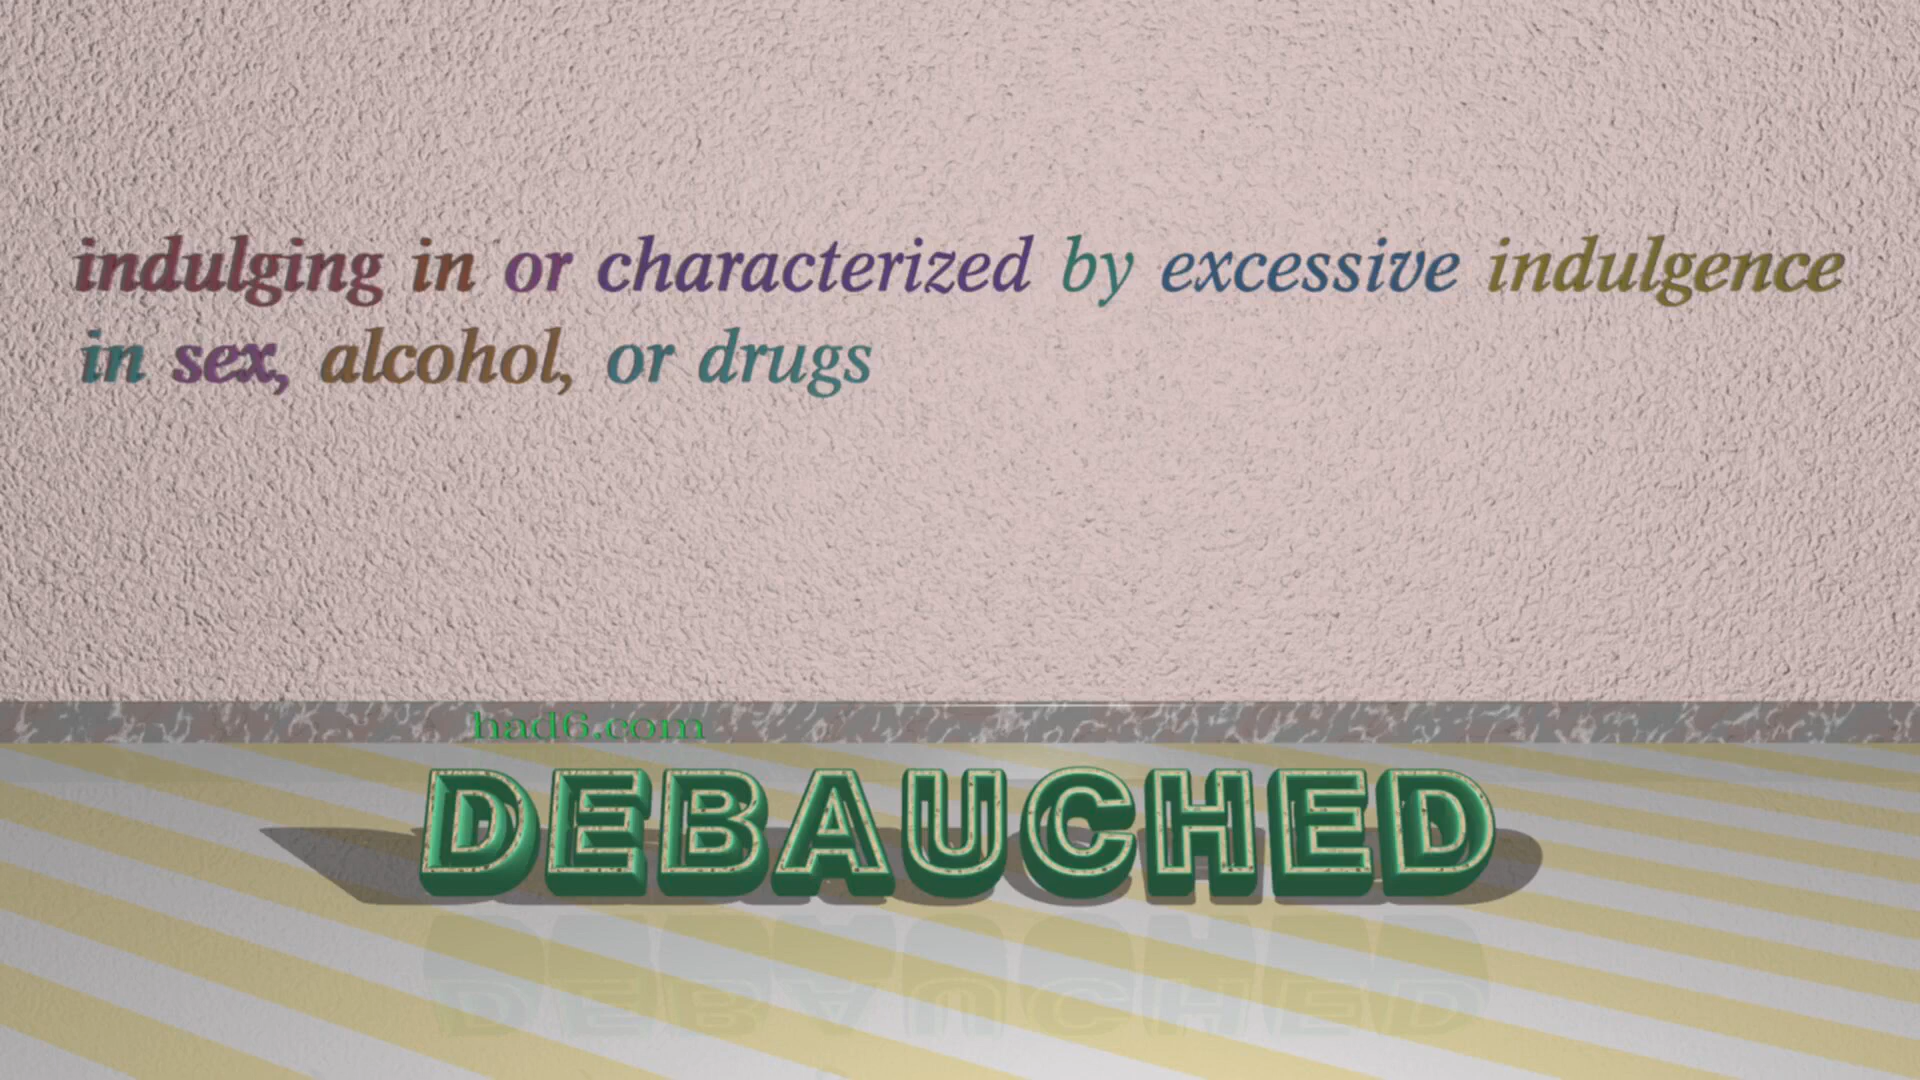 indulging in or characterized by excessive indulgence
in sex, alcohol, or drugs
had6.com
DEBAUCHED